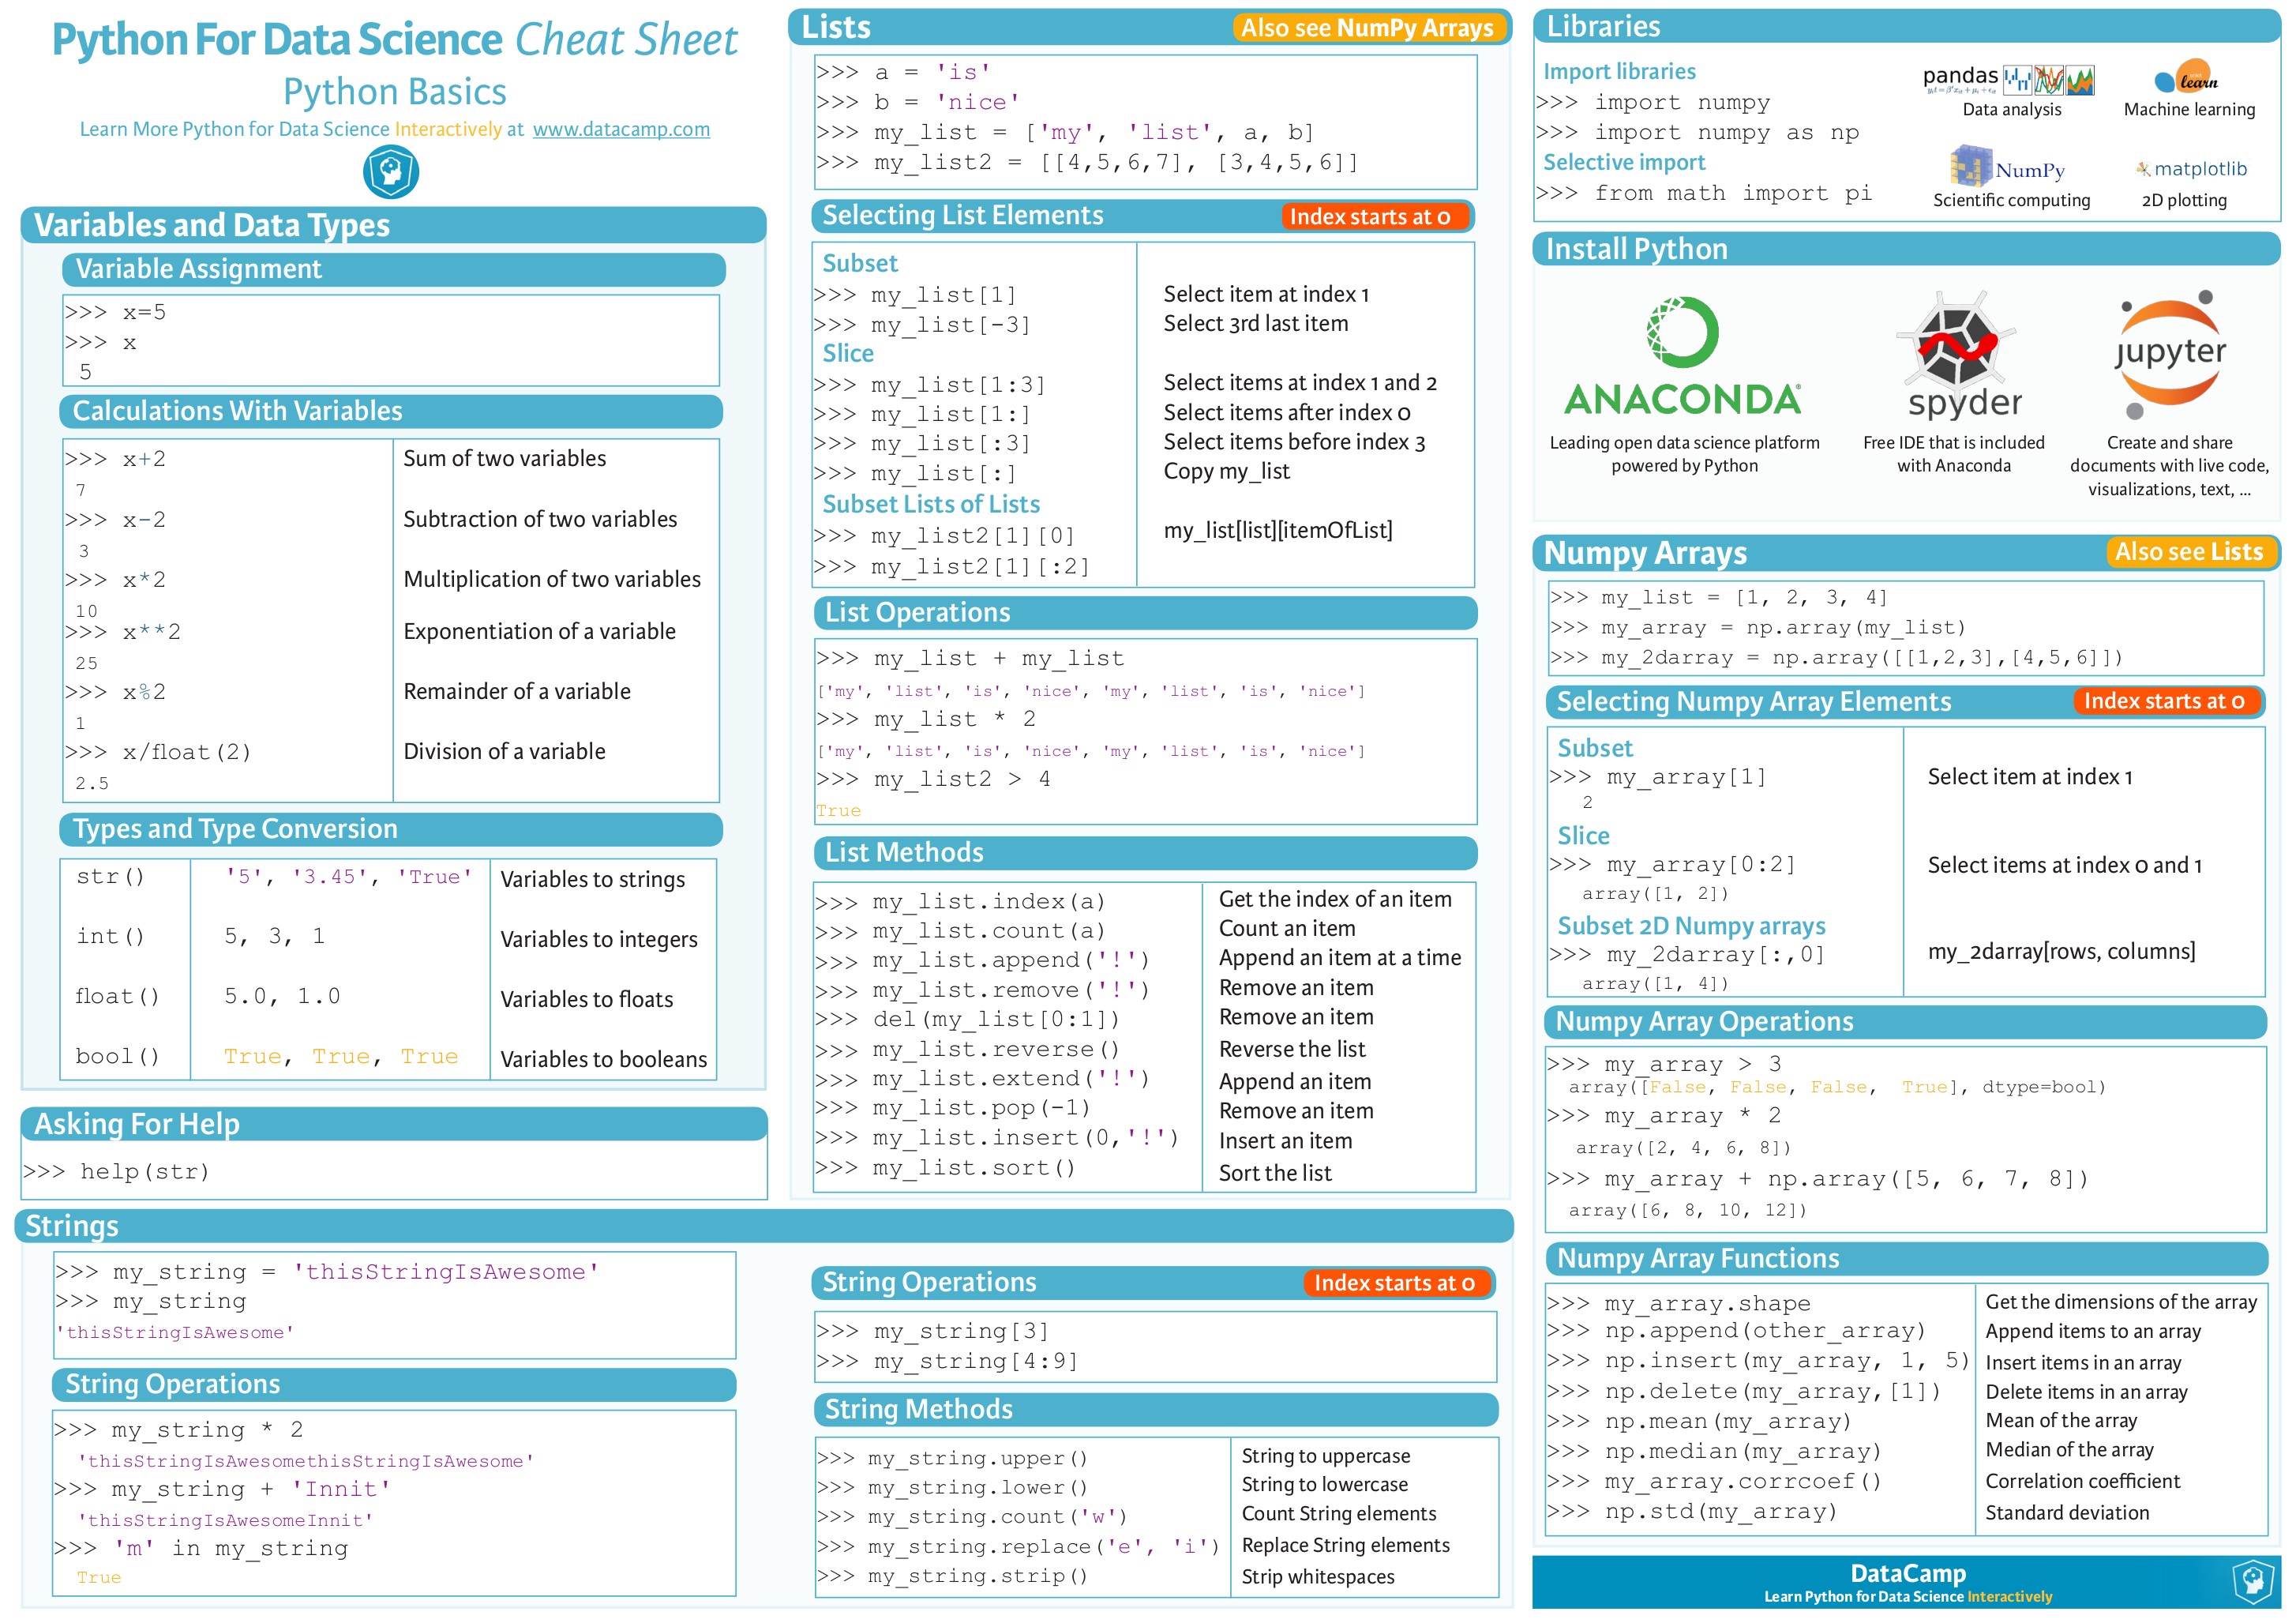 Python For Data Science Cheat Sheet
Python Basics
Learn More Python for Data Science Interactively at www.datacamp.com
Variables and Data Types
Variable Assignment
>>> x=5
>>> x
5
Calculations With Variables
>>> x+2 Sum of two variables
7
>>> x-2 Subtraction of two variables
3
>>> x*2 Multiplication of two variables
10
>>> x**2 Exponentiation of a variable
25
>>> x%2 Remainder of a variable
1
>>> x/float(2) Division of a variable
2.5
Types and Type Conversion
str() '5', '3.45', 'True' Variables to strings
int() 5, 3, 1 Variables to integers
float() 5.0, 1.0 Variables to floats
bool() True, True, True Variables to booleans
Asking For Help
>>> help(str)
Lists Also see NumPy Arrays
>>> a = 'is'
>>> b = 'nice'
>>> my_list = ['my', 'list', a, b]
>>> my_list2 = [[4,5,6,7], [3,4,5,6]]
Selecting List Elements Index starts at 0
Subset
>>> my_list[1] Select item at index 1
>>> my_list[-3] Select 3rd last item
Slice
>>> my_list[1:3] Select items at index 1 and 2
>>> my_list[1:] Select items after index 0
>>> my_list[:3] Select items before index 3
>>> my_list[:] Copy my_list
Subset Lists of Lists
>>> my_list2[1][0] my_list[list][itemOfList]
>>> my_list2[1][:2]
List Operations
>>> my_list + my_list
['my', 'list', 'is', 'nice', 'my', 'list', 'is', 'nice']
>>> my_list * 2
['my', 'list', 'is', 'nice', 'my', 'list', 'is', 'nice']
>>> my_list2 > 4
True
List Methods
>>> my_list.index(a) Get the index of an item
>>> my_list.count(a) Count an item
>>> my_list.append('!') Append an item at a time
>>> my_list.remove('!') Remove an item
>>> del(my_list[0:1]) Remove an item
>>> my_list.reverse() Reverse the list
>>> my_list.extend('!') Append an item
>>> my_list.pop(-1) Remove an item
>>> my_list.insert(0,'!') Insert an item
>>> my_list.sort() Sort the list
Strings
>>> my_string = 'thisStringIsAwesome'
>>> my_string
'thisStringIsAwesome'
String Operations
>>> my_string * 2
'thisStringIsAwesomethisStringIsAwesome'
>>> my_string + 'Innit'
'thisStringIsAwesomeInnit'
>>> 'm' in my_string
True
String Operations Index starts at 0
>>> my_string[3]
>>> my_string[4:9]
String Methods
>>> my_string.upper() String to uppercase
>>> my_string.lower() String to lowercase
>>> my_string.count('w') Count String elements
>>> my_string.replace('e', 'i') Replace String elements
>>> my_string.strip() Strip whitespaces
Libraries
Import libraries
>>> import numpy
>>> import numpy as np
Selective import
>>> from math import pi
pandas
Data analysis
learn
Machine learning
NumPy
Scientific computing
matplotlib
2D plotting
Install Python
ANACONDA
Leading open data science platform
powered by Python
spyder
Free IDE that is included
with Anaconda
jupyter
Create and share
documents with live code,
visualizations, text, ...
Numpy Arrays Also see Lists
>>> my_list = [1, 2, 3, 4]
>>> my_array = np.array(my_list)
>>> my_2darray = np.array([[1,2,3],[4,5,6]])
Selecting Numpy Array Elements Index starts at 0
Subset
>>> my_array[1] Select item at index 1
2
Slice
>>> my_array[0:2] Select items at index 0 and 1
array([1, 2])
Subset 2D Numpy arrays
>>> my_2darray[:,0] my_2darray[rows, columns]
array([1, 4])
Numpy Array Operations
>>> my_array > 3
array([False, False, False, True], dtype=bool)
>>> my_array * 2
array([2, 4, 6, 8])
>>> my_array + np.array([5, 6, 7, 8])
array([6, 8, 10, 12])
Numpy Array Functions
>>> my_array.shape Get the dimensions of the array
>>> np.append(other_array) Append items to an array
>>> np.insert(my_array, 1, 5) Insert items in an array
>>> np.delete(my_array,[1]) Delete items in an array
>>> np.mean(my_array) Mean of the array
>>> np.median(my_array) Median of the array
>>> my_array.corrcoef() Correlation coefficient
>>> np.std(my_array) Standard deviation
DataCamp
Learn Python for Data Science Interactively